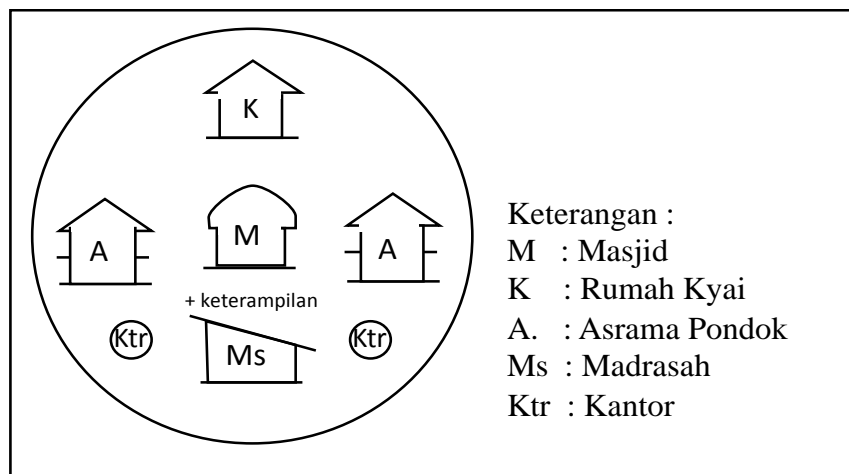 K
A
M
A
+ keterampilan
Ktr
Ms
Ktr
Keterangan :
M : Masjid
K : Rumah Kyai
A. : Asrama Pondok
Ms : Madrasah
Ktr : Kantor